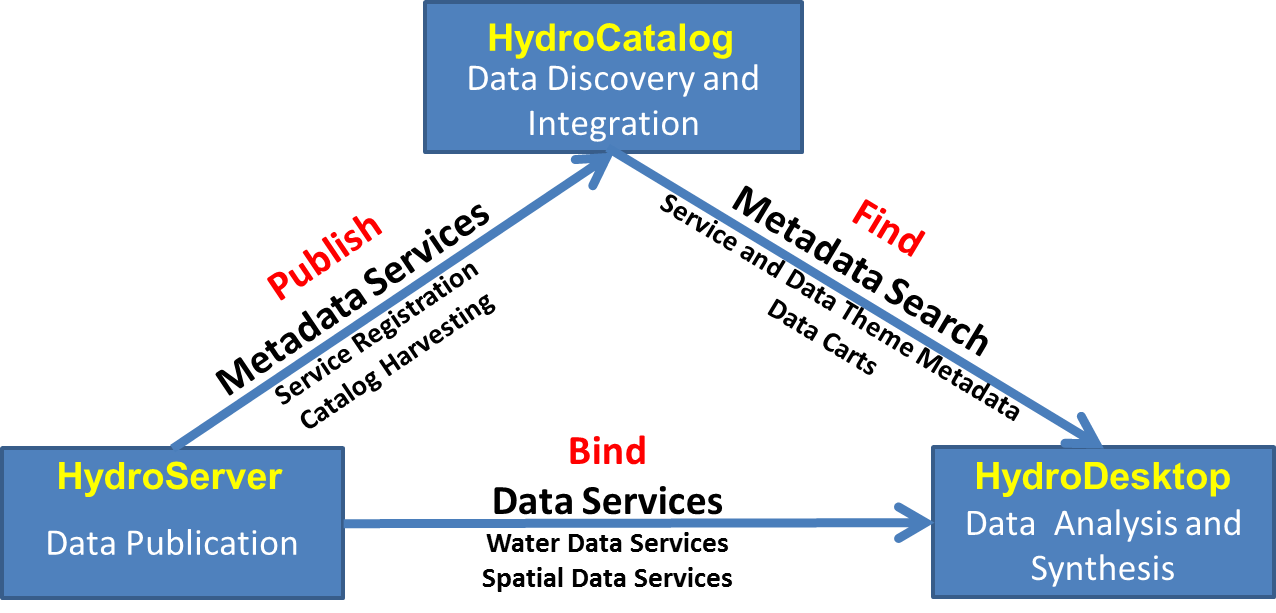 HydroCatalog
Data Discovery and
Integration
Publish
Metadata Services
Service Registration
Catalog Harvesting
Find
Metadata Search
Service and Data Theme Metadata
Data Carts
HydroServer
Data Publication
Bind
Data Services
Water Data Services
Spatial Data Services
HydroDesktop
Data Analysis and
Synthesis